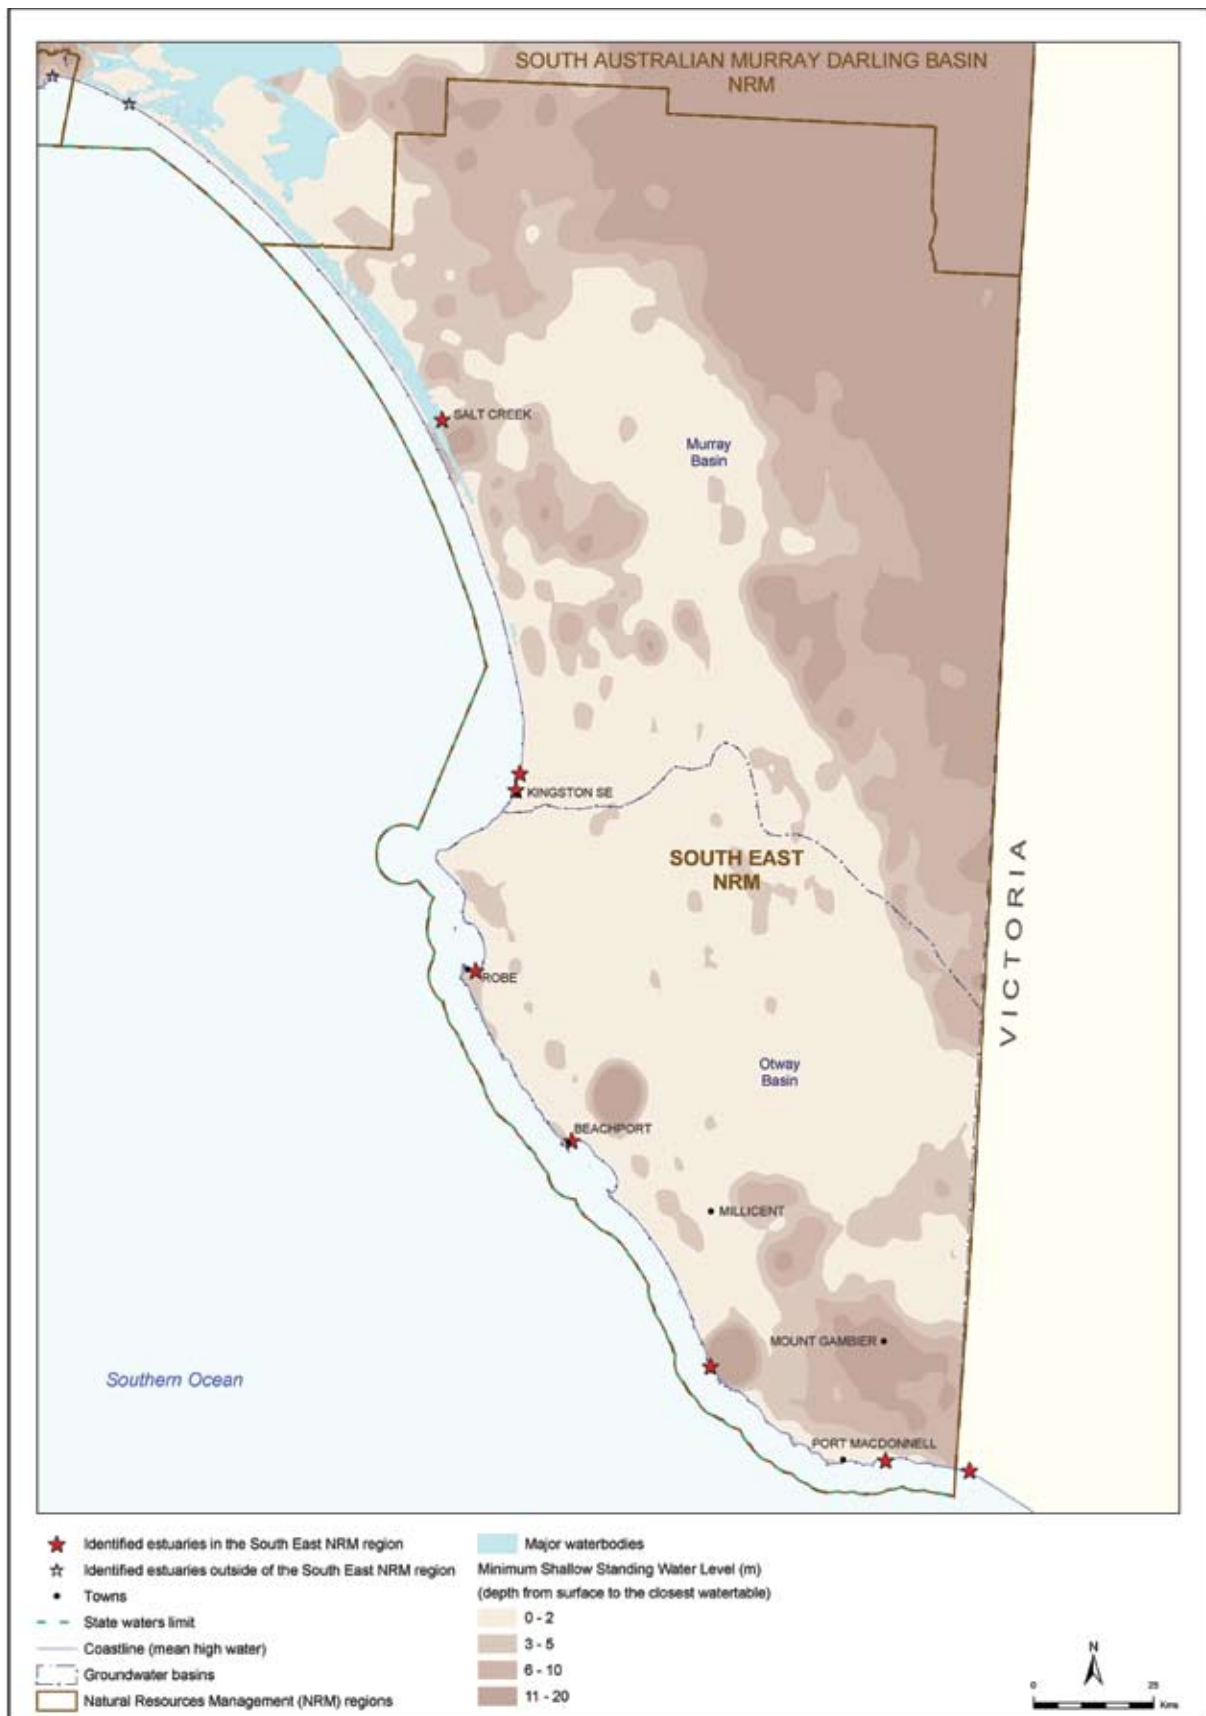 SOUTH AUSTRALIAN MURRAY DARLING BASIN
NRM
SALT CREEK
Murray
Basin
KINGSTON SE
SOUTH EAST
NRM
VICTORIA
ROBE
Otway
Basin
BEACHPORT
MILLICENT
MOUNT GAMBIER
Southern Ocean
PORT MACDONNELL
Identified estuaries in the South East NRM region
Identified estuaries outside of the South East NRM region
Towns
State waters limit
Coastline (mean high water)
Groundwater basins
Natural Resources Management (NRM) regions
Major waterbodies
Minimum Shallow Standing Water Level (m)
(depth from surface to the closest watertable)
0 - 2
3 - 5
6 - 10
11 - 20
N
0 25
Kms